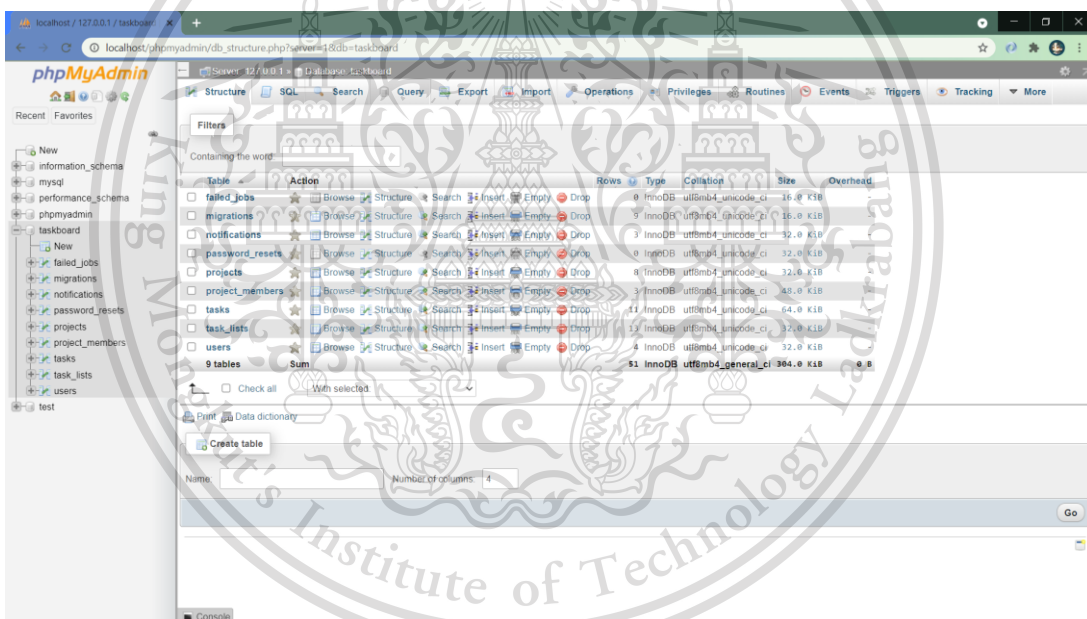 localhost / 127.0.0.1 / taskboard
localhost/phpmyadmin/db_structure.php?server=1&db=taskboard
phpMyAdmin
Recent Favorites
New
information_schema
mysql
performance_schema
phpmyadmin
taskboard
New
failed_jobs
migrations
notifications
password_resets
projects
project_members
tasks
task_lists
users
test
Server: 127.0.0.1 » Database: taskboard
Structure SQL Search Query Export Import Operations Privileges Routines Events Triggers Tracking More
Filters
Containing the word:
Table Action Rows Type Collation Size Overhead
failed_jobs Browse Structure Search Insert Empty Drop 0 InnoDB utf8mb4_unicode_ci 16.0 KiB -
migrations Browse Structure Search Insert Empty Drop 9 InnoDB utf8mb4_unicode_ci 16.0 KiB -
notifications Browse Structure Search Insert Empty Drop 3 InnoDB utf8mb4_unicode_ci 32.0 KiB -
password_resets Browse Structure Search Insert Empty Drop 0 InnoDB utf8mb4_unicode_ci 32.0 KiB -
projects Browse Structure Search Insert Empty Drop 8 InnoDB utf8mb4_unicode_ci 32.0 KiB -
project_members Browse Structure Search Insert Empty Drop 3 InnoDB utf8mb4_unicode_ci 48.0 KiB -
tasks Browse Structure Search Insert Empty Drop 11 InnoDB utf8mb4_unicode_ci 64.0 KiB -
task_lists Browse Structure Search Insert Empty Drop 13 InnoDB utf8mb4_unicode_ci 32.0 KiB -
users Browse Structure Search Insert Empty Drop 4 InnoDB utf8mb4_unicode_ci 32.0 KiB -
9 tables Sum 51 InnoDB utf8mb4_general_ci 304.0 KiB 0 B
Check all With selected:
Print Data dictionary
Create table
Name: Number of columns: 4
Go
Console
King Mongkut's Institute of Technology Ladkrabang